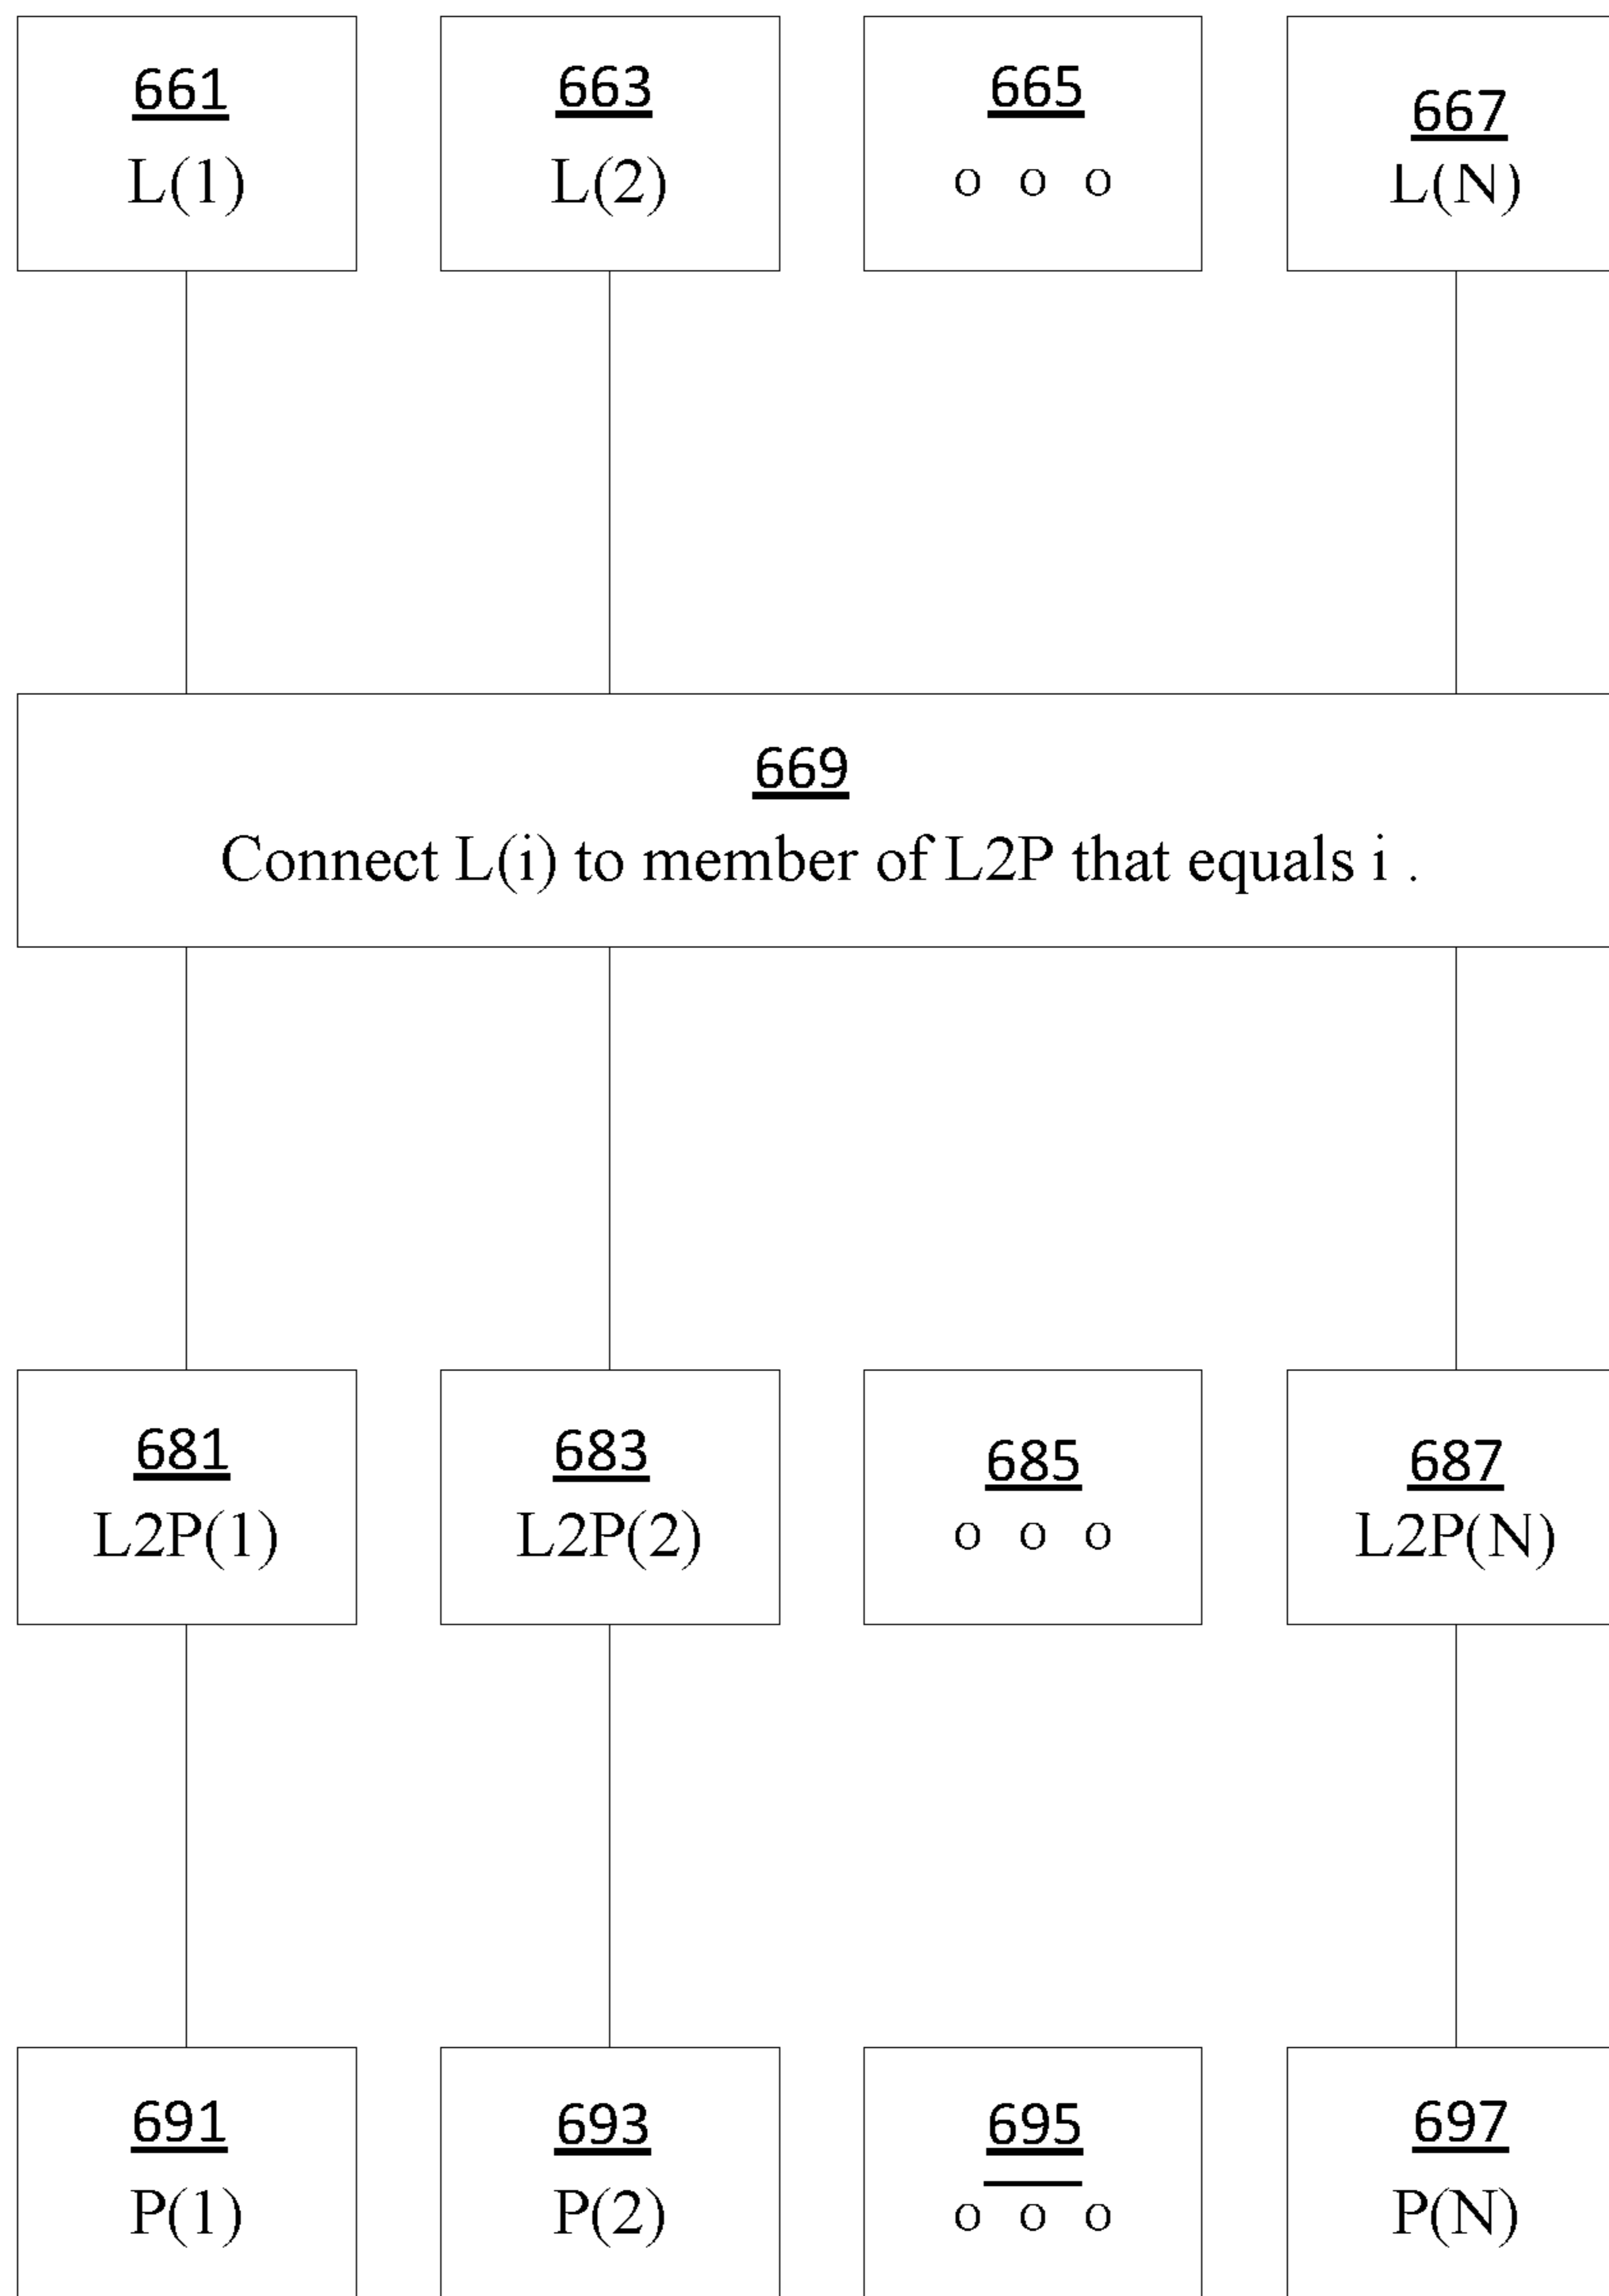 661
L(1)
663
L(2)
665
o o o
667
L(N)
669
Connect L(i) to member of L2P that equals i .
681
L2P(1)
683
L2P(2)
685
o o o
687
L2P(N)
691
P(1)
693
P(2)
695
o o o
697
P(N)